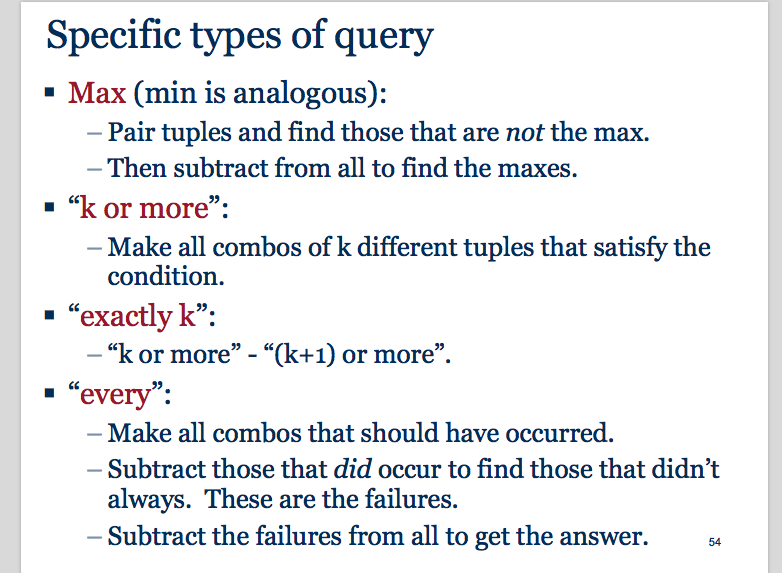 Specific types of query
▪ Max (min is analogous):
– Pair tuples and find those that are not the max.
– Then subtract from all to find the maxes.
▪ “k or more”:
– Make all combos of k different tuples that satisfy the
condition.
▪ “exactly k”:
– “k or more” - “(k+1) or more”.
▪ “every”:
– Make all combos that should have occurred.
– Subtract those that did occur to find those that didn’t
always. These are the failures.
– Subtract the failures from all to get the answer.
54